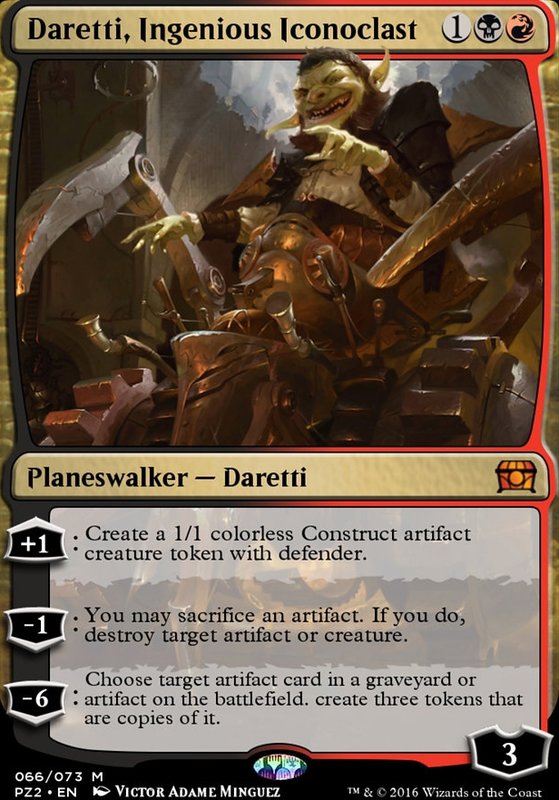 Daretti, Ingenious Iconoclast 1
Planeswalker — Daretti
+1 : Create a 1/1 colorless Construct artifact
creature token with defender.
-1 : You may sacrifice an artifact. If you do,
destroy target artifact or creature.
-6 : Choose target artifact card in a graveyard or
artifact on the battlefield. create three tokens that
are copies of it.
3
066/073 M
PZ2 • EN VICTOR ADAME MINGUEZ
™ & © 2016 Wizards of the Coast